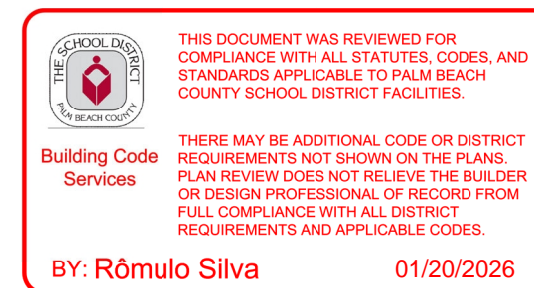 THE SCHOOL DISTRICT
PALM BEACH COUNTY
Building Code
Services
THIS DOCUMENT WAS REVIEWED FOR
COMPLIANCE WITH ALL STATUTES, CODES, AND
STANDARDS APPLICABLE TO PALM BEACH
COUNTY SCHOOL DISTRICT FACILITIES.
THERE MAY BE ADDITIONAL CODE OR DISTRICT
REQUIREMENTS NOT SHOWN ON THE PLANS.
PLAN REVIEW DOES NOT RELIEVE THE BUILDER
OR DESIGN PROFESSIONAL OF RECORD FROM
FULL COMPLIANCE WITH ALL DISTRICT
REQUIREMENTS AND APPLICABLE CODES.
BY: Rômulo Silva 01/20/2026